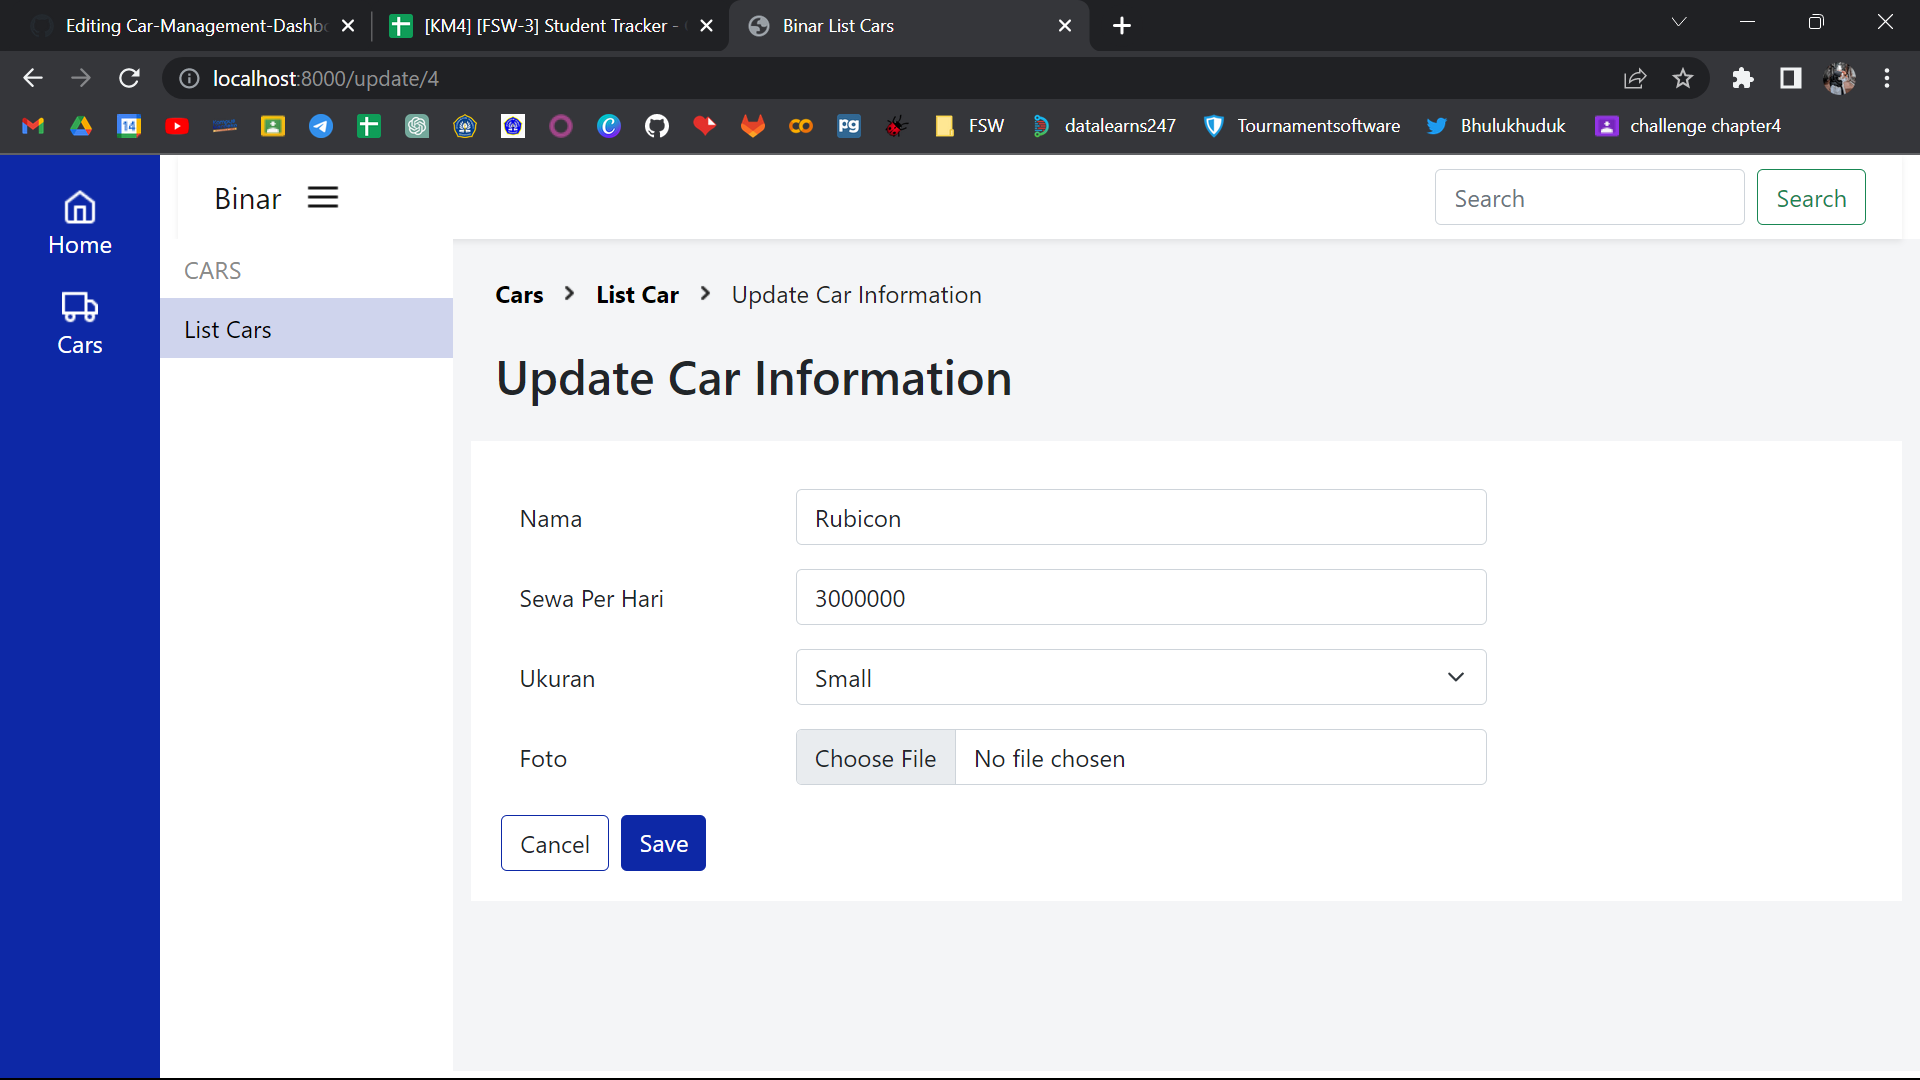 Editing Car-Management-Dashb
[KM4] [FSW-3] Student Tracker -
Binar List Cars
localhost:8000/update/4
FSW
datalearns247
Tournamentsoftware
Bhulukhuduk
challenge chapter4
Home
Cars
Binar
Search
Search
CARS
List Cars
Cars > List Car > Update Car Information
Update Car Information
Nama
Rubicon
Sewa Per Hari
3000000
Ukuran
Small
Foto
Choose File
No file chosen
Cancel
Save